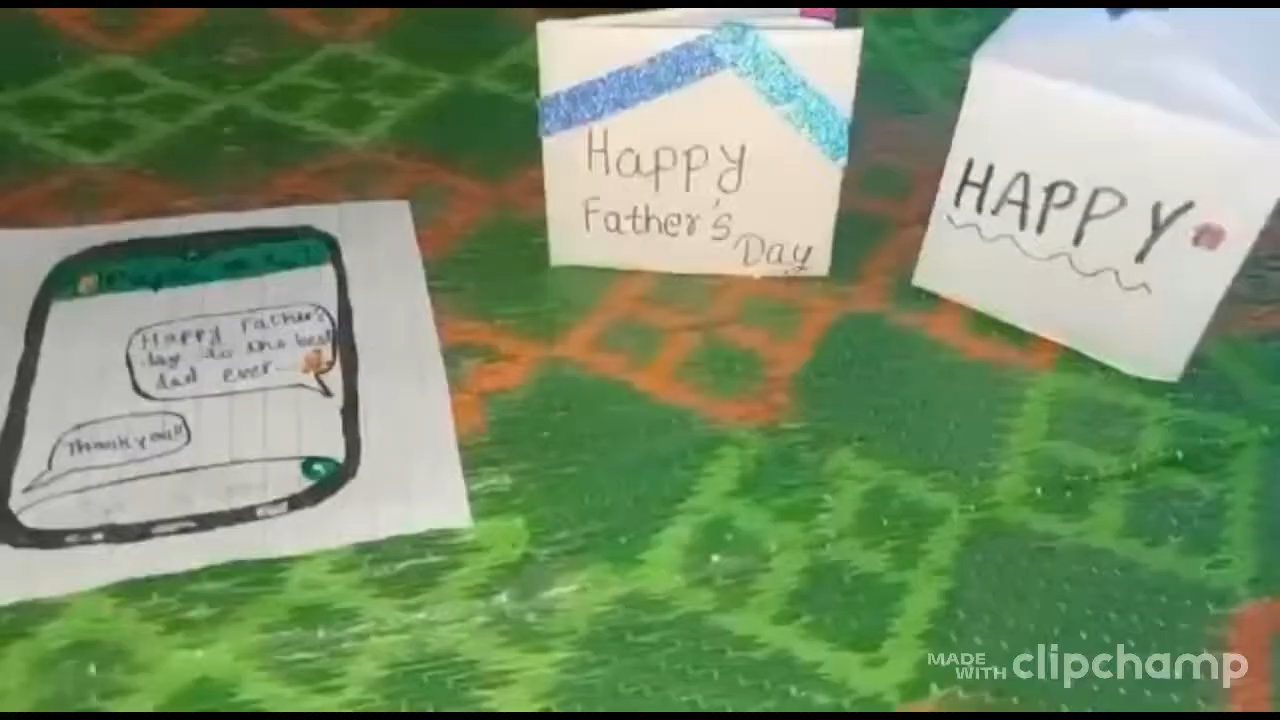 Happy
Father's
Day
HAPPY
Happy Father's
day to the best
dad ever
Thank you!!
MADE
WITH clipchamp